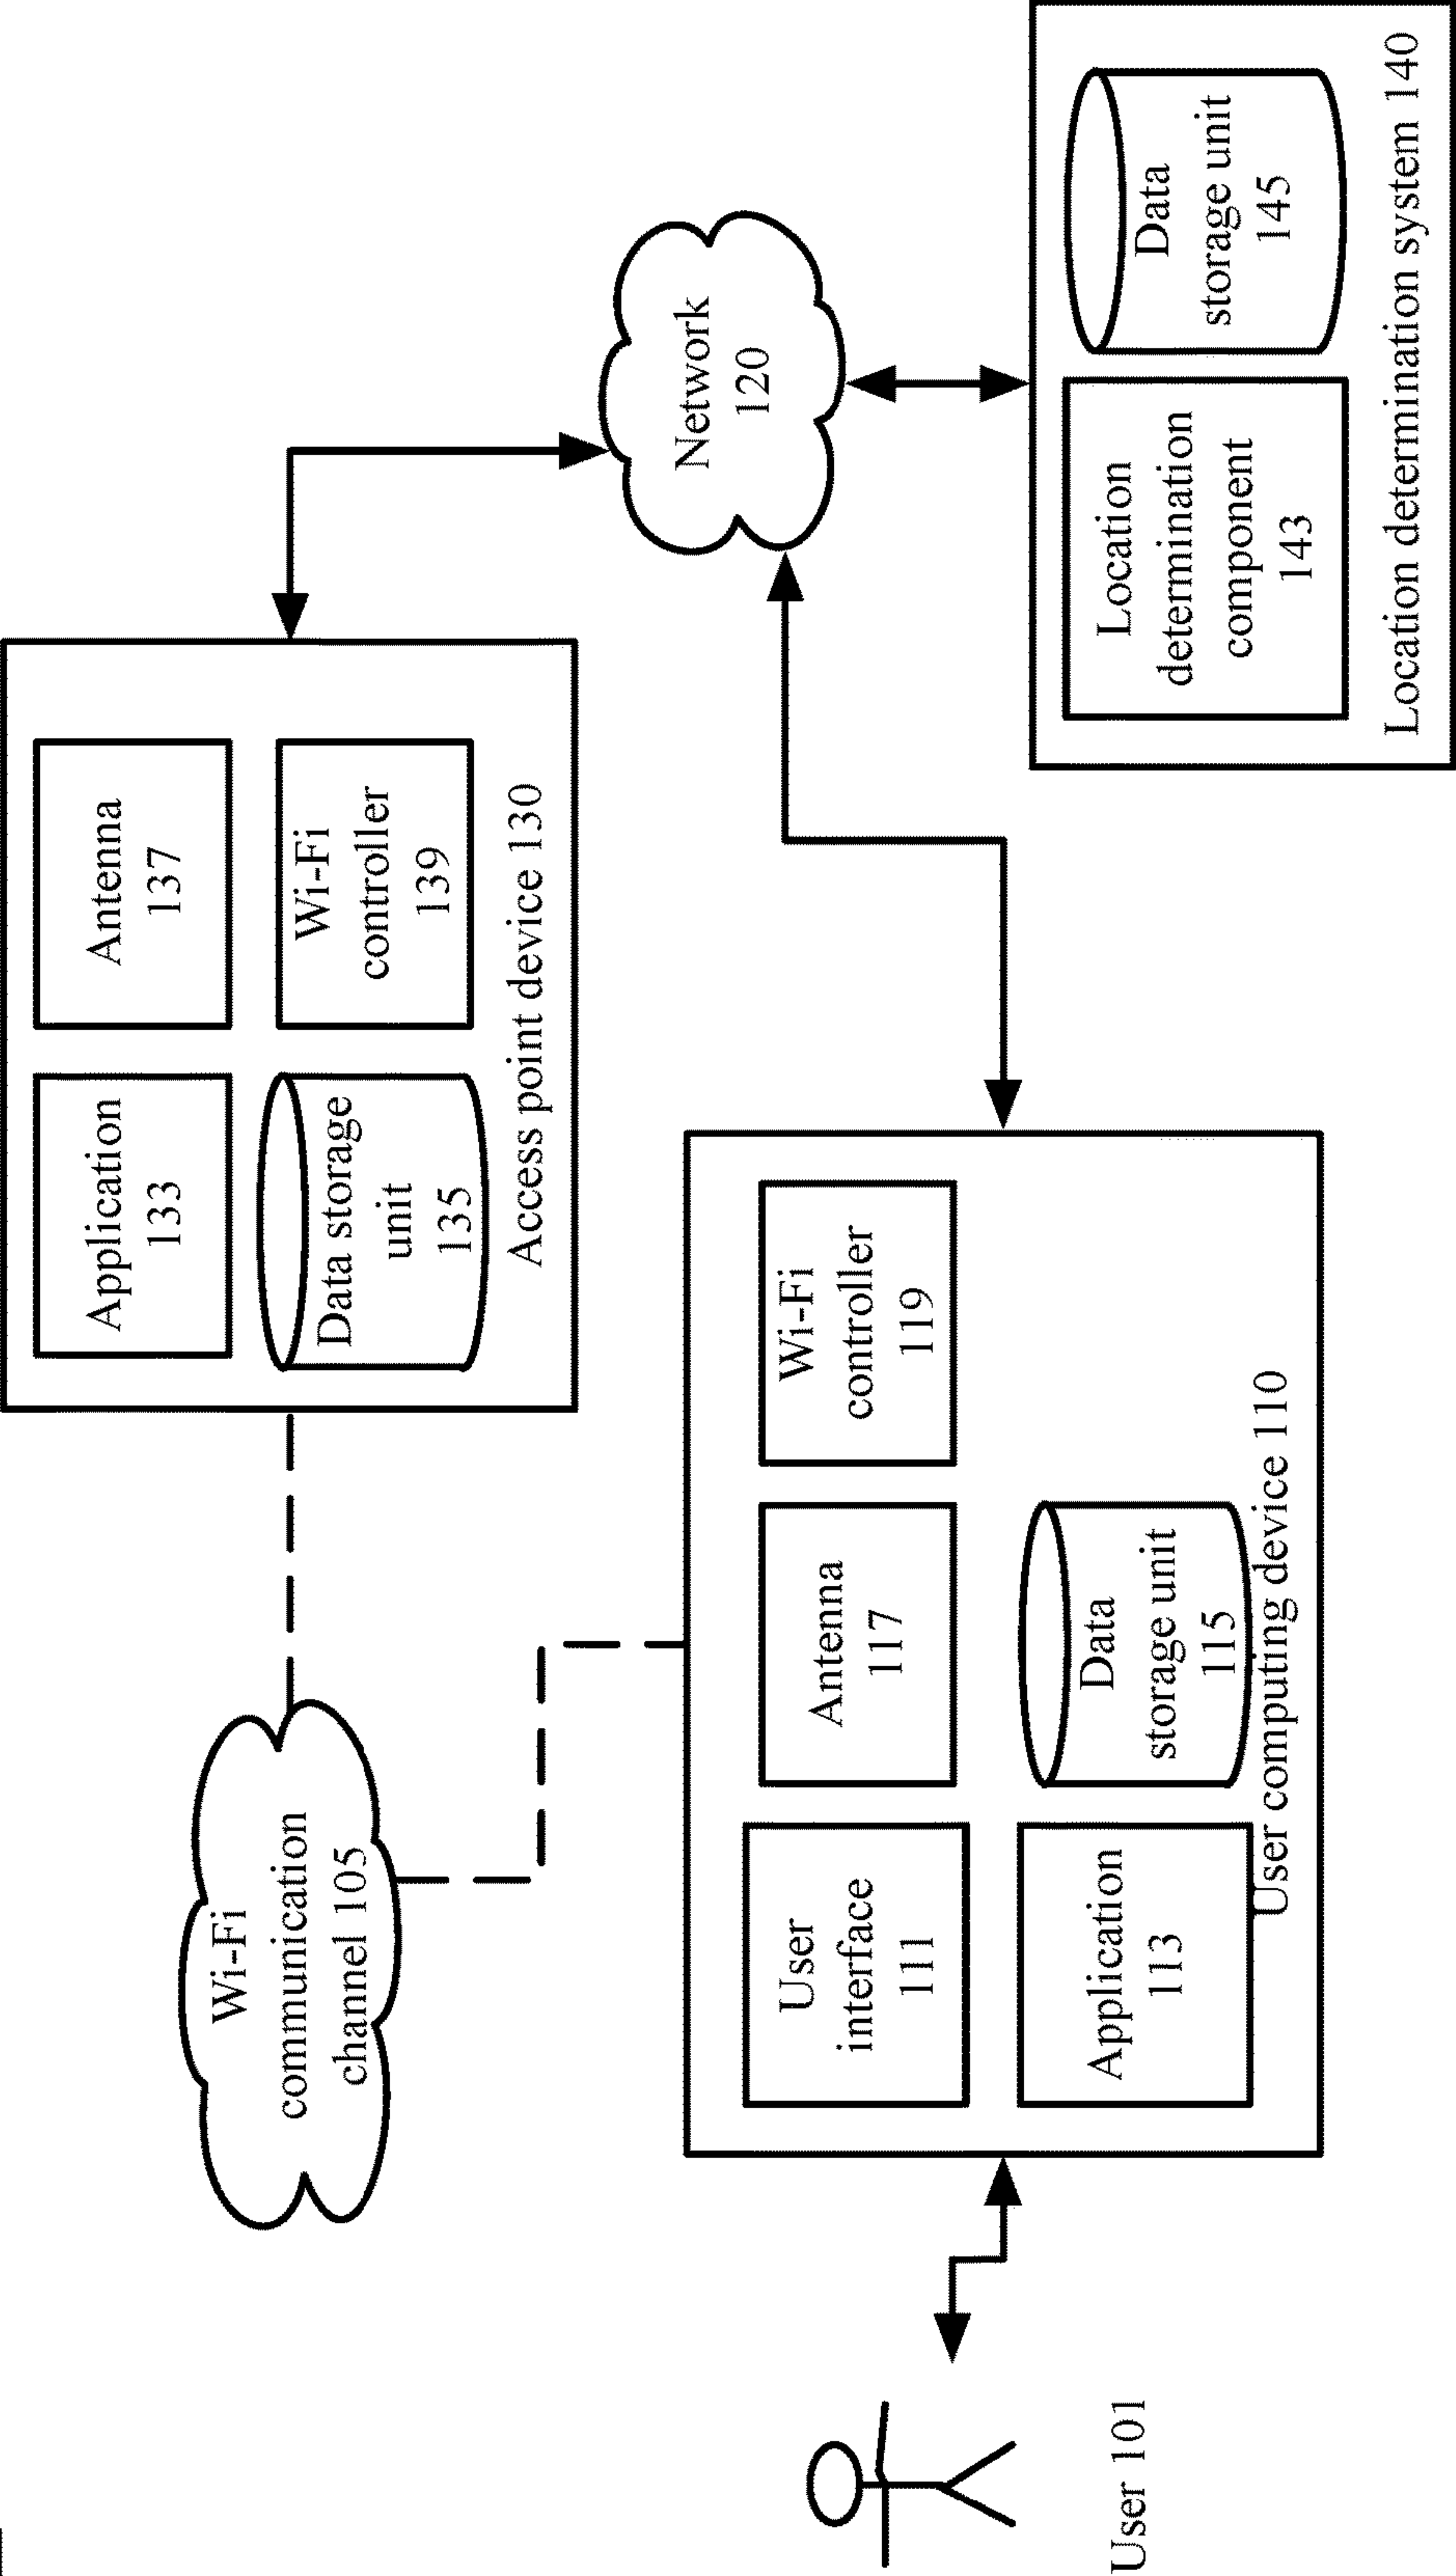 Wi-Fi
communication
channel 105
Application
133
Antenna
137
Data storage
unit
135
Wi-Fi
controller
139
Access point device 130
Network
120
User 101
User
interface
111
Antenna
117
Wi-Fi
controller
119
Application
113
Data
storage unit
115
User computing device 110
Location
determination
component
143
Data
storage unit
145
Location determination system 140